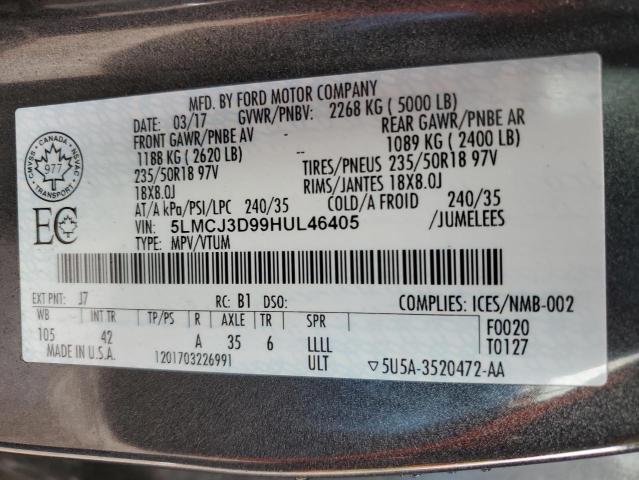 MFD. BY FORD MOTOR COMPANY
DATE: 03/17 GVWR/PNBV: 2268 KG ( 5000 LB)
FRONT GAWR/PNBE AV REAR GAWR/PNBE AR
1188 KG ( 2620 LB) 1089 KG ( 2400 LB)
235/50R18 97V TIRES/PNEUS 235/50R18 97V
18X8.0J RIMS/JANTES 18X8.0J
AT/A kPa/PSI/LPC 240/35 COLD/A FROID 240/35
VIN: 5LMCJ3D99HUL46405 /JUMELEES
TYPE: MPV/VTUM
CANADA
CMVSS NSVAC
977
TRANSPORT
EC
EXT PNT: J7 RC: B1 DSO: COMPLIES: ICES/NMB-002
WB INT TR TP/PS R AXLE TR SPR F0020
105 42 A 35 6 LLLL T0127
MADE IN U.S.A. 1201703226991 ULT ▽5U5A-3520472-AA